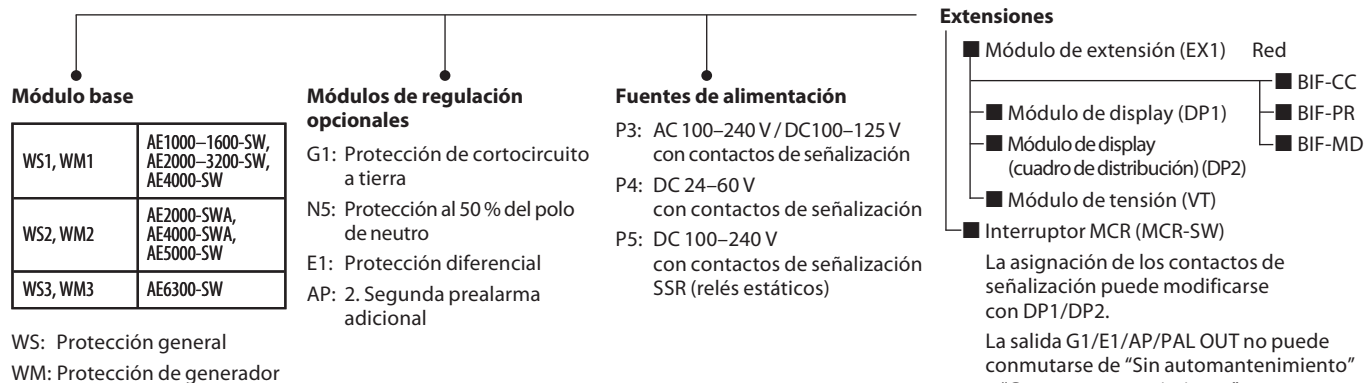 Módulo base
WS1, WM1
AE1000–1600-SW,
AE2000–3200-SW,
AE4000-SW
WS2, WM2
AE2000-SWA,
AE4000-SWA,
AE5000-SW
WS3, WM3
AE6300-SW
WS: Protección general
WM: Protección de generador
Módulos de regulación
opcionales
G1: Protección de cortocircuito
a tierra
N5: Protección al 50 % del polo
de neutro
E1: Protección diferencial
AP: 2. Segunda prealarma
adicional
Fuentes de alimentación
P3: AC 100–240 V / DC100–125 V
con contactos de señalización
P4: DC 24–60 V
con contactos de señalización
P5: DC 100–240 V
con contactos de señalización
SSR (relés estáticos)
Extensiones
Módulo de extensión (EX1) Red
BIF-CC
Módulo de display (DP1)
BIF-PR
Módulo de display
BIF-MD
(cuadro de distribución) (DP2)
Módulo de tensión (VT)
Interruptor MCR (MCR-SW)
La asignación de los contactos de
señalización puede modificarse
con DP1/DP2.
La salida G1/E1/AP/PAL OUT no puede
conmutarse de “Sin automantenimiento”